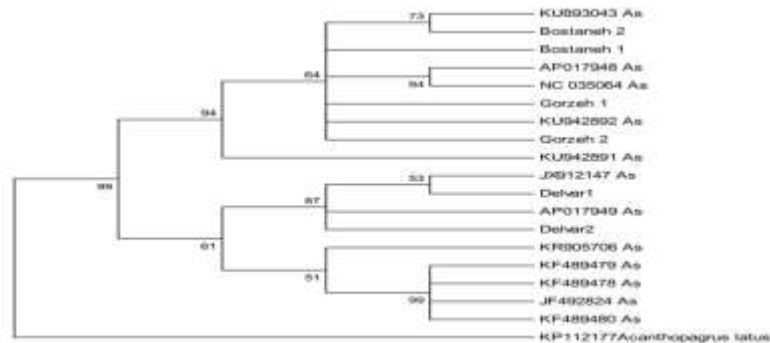 73
KU893043 As
Bostaneh 2
Bostaneh 1
64
AP017948 As
94
NC 035064 As
Gorzeh 1
94
KU942892 As
Gorzeh 2
KU942891 As
99
53
JX912147 As
Delvar1
87
AP017949 As
Delvar2
61
KR905706 As
51
KF489479 As
KF489478 As
99
JF492824 As
KF489480 As
KP112177Acanthopagrus latus